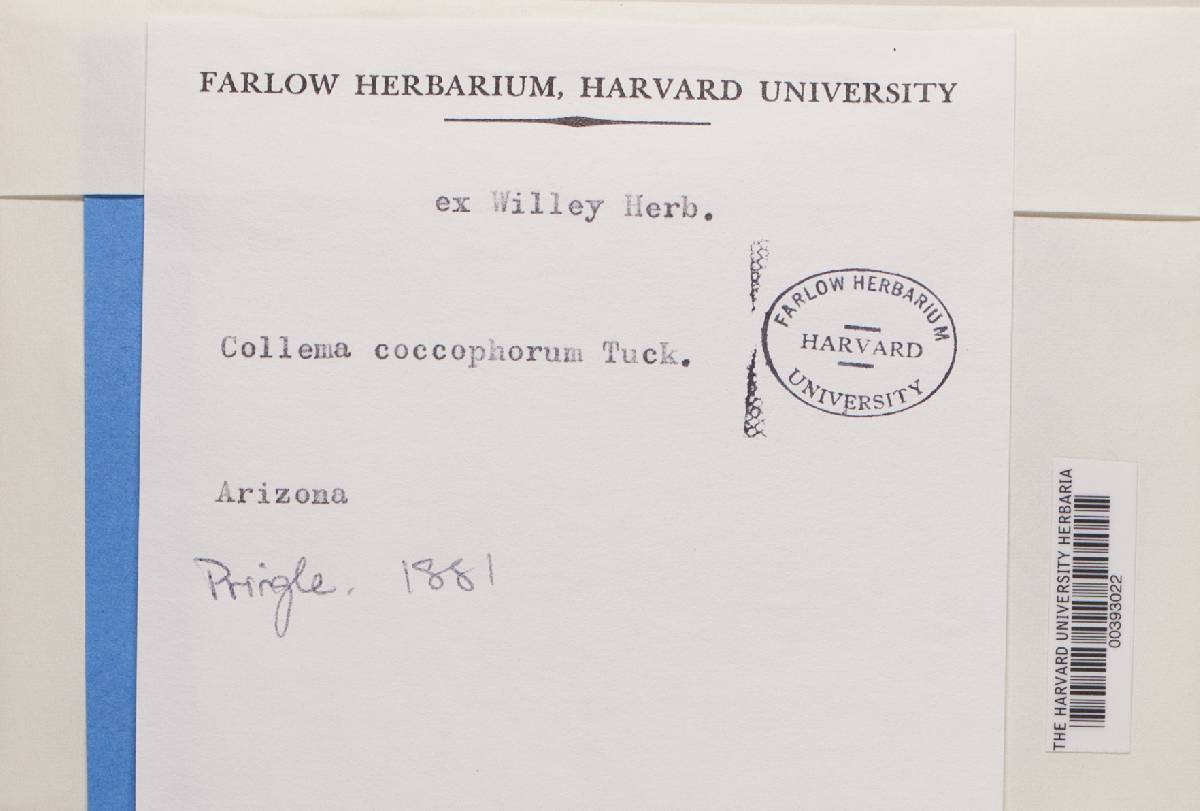 FARLOW HERBARIUM, HARVARD UNIVERSITY
ex Willey Herb.
FARLOW HERBARIUM
HARVARD
UNIVERSITY
Collema coccophorum Tuck.
Arizona
Pringle. 1881
THE HARVARD UNIVERSITY HERBARIA
00393022